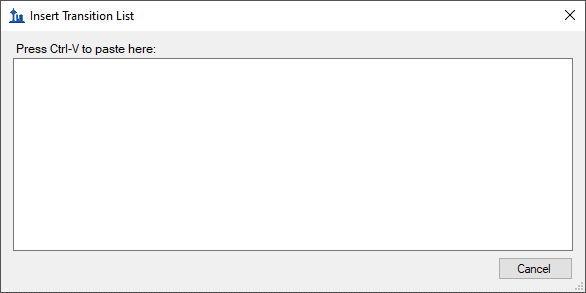 Insert Transition List
Press Ctrl-V to paste here:
Cancel